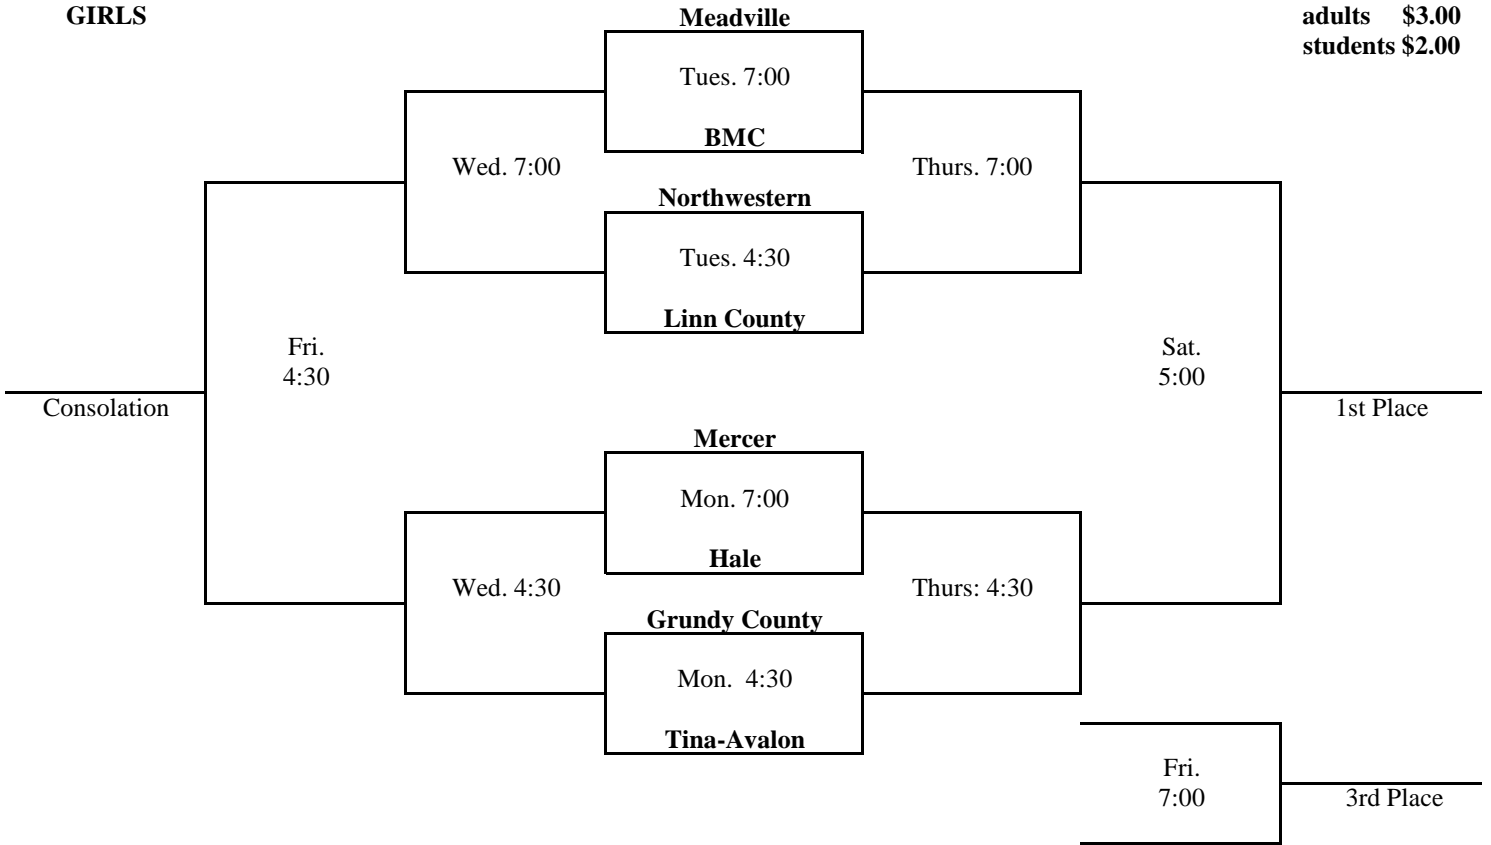 GIRLS
Meadville
adults $3.00
students $2.00
Tues. 7:00
BMC
Wed. 7:00
Thurs. 7:00
Northwestern
Tues. 4:30
Linn County
Fri.
4:30
Sat.
5:00
Consolation
1st Place
Mercer
Mon. 7:00
Hale
Wed. 4:30
Thurs: 4:30
Grundy County
Mon. 4:30
Tina-Avalon
Fri.
7:00
3rd Place